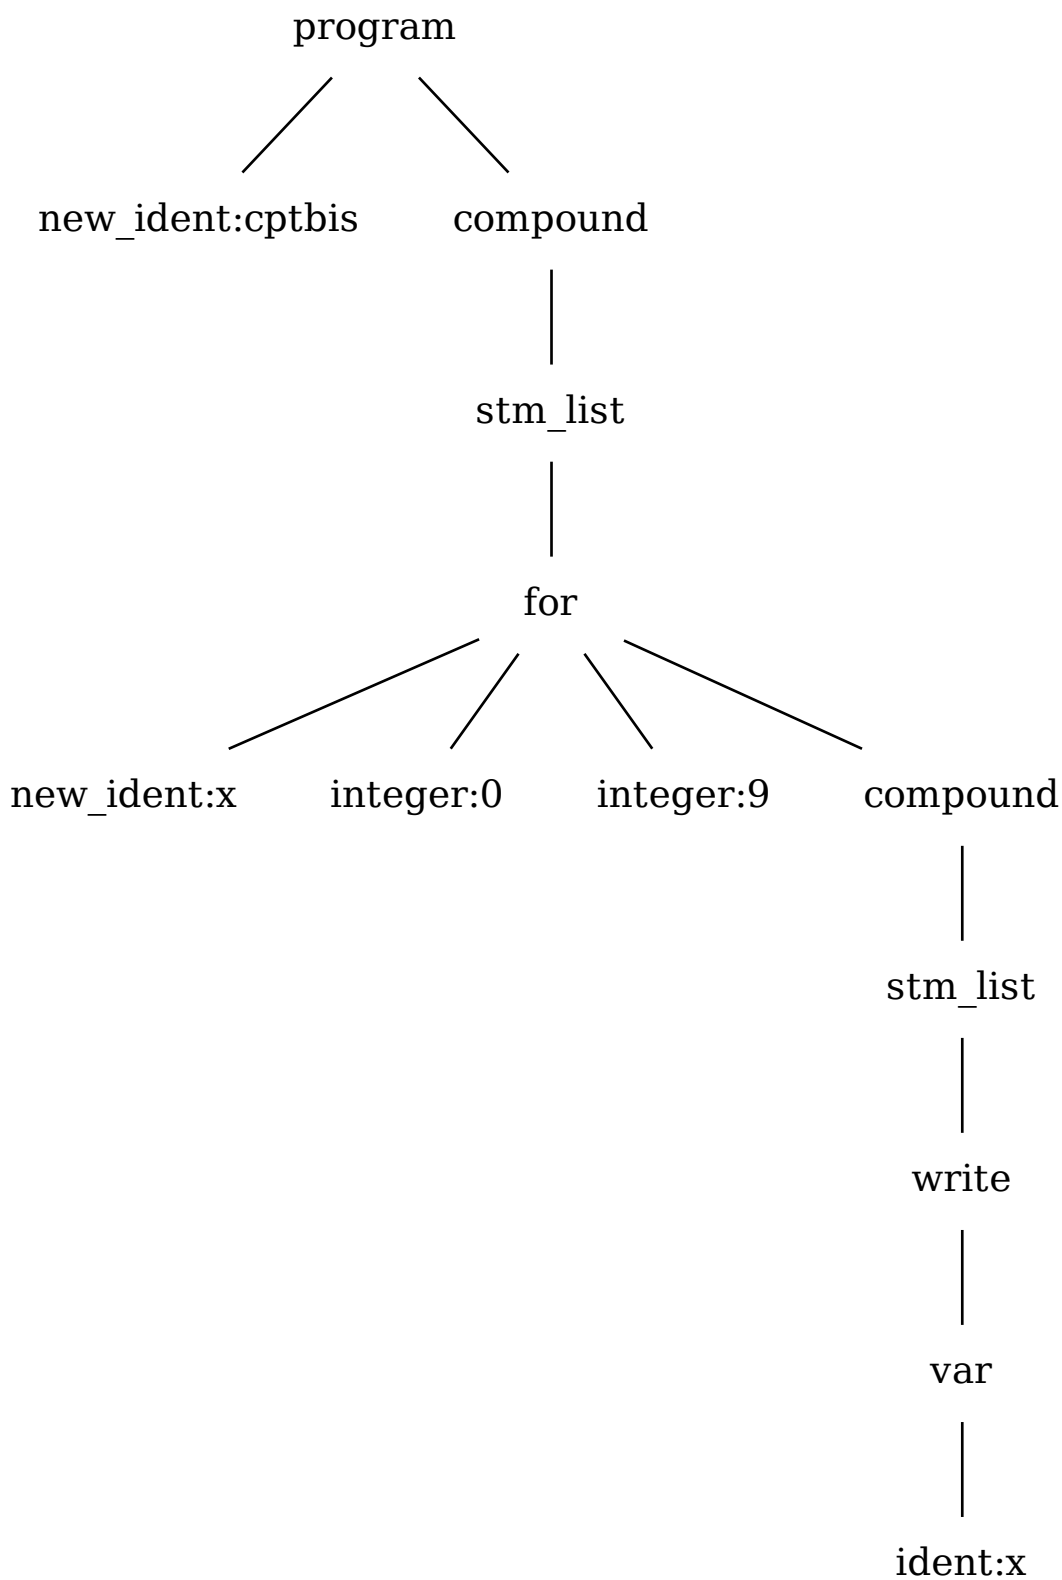 program
new_ident:cptbis compound
stm_list
for
new_ident:x integer:0 integer:9 compound
stm_list
write
var
ident:x